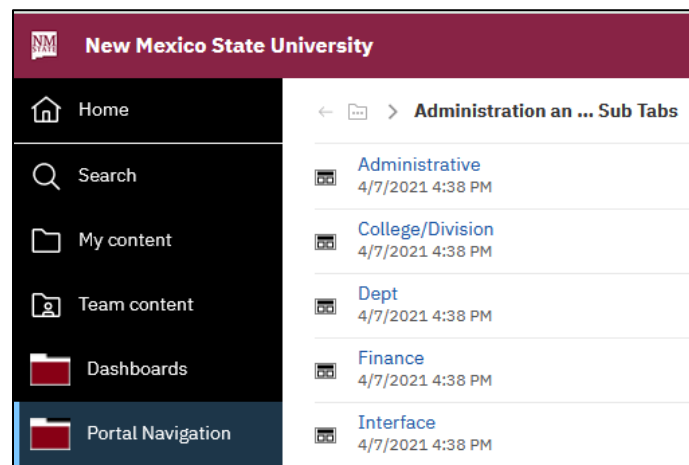 NM
STATE
New Mexico State University
Home
Search
My content
Team content
Dashboards
Portal Navigation
Administration an ... Sub Tabs
Administrative
4/7/2021 4:38 PM
College/Division
4/7/2021 4:38 PM
Dept
4/7/2021 4:38 PM
Finance
4/7/2021 4:38 PM
Interface
4/7/2021 4:38 PM